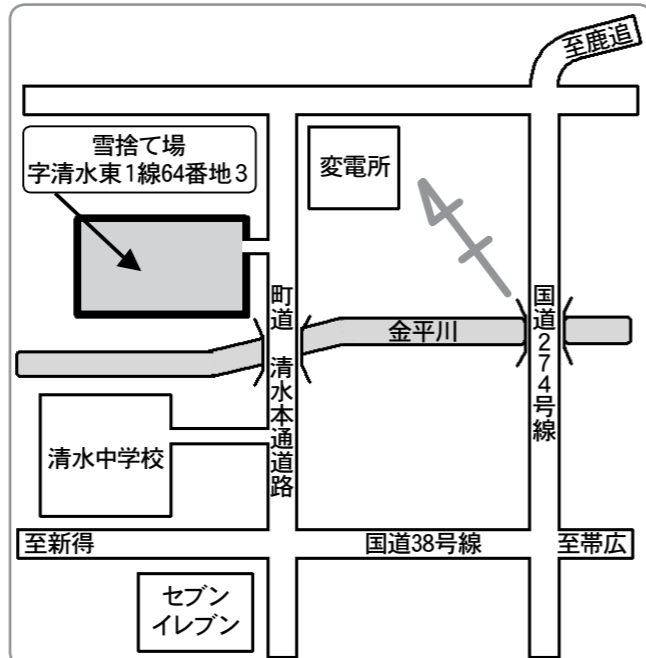 至鹿追
雪捨て場
字清水東1線64番地3
変電所
町道 清水本通道路
国道274号線
金平川
清水中学校
至新得
国道38号線
至帯広
セブン
イレブン